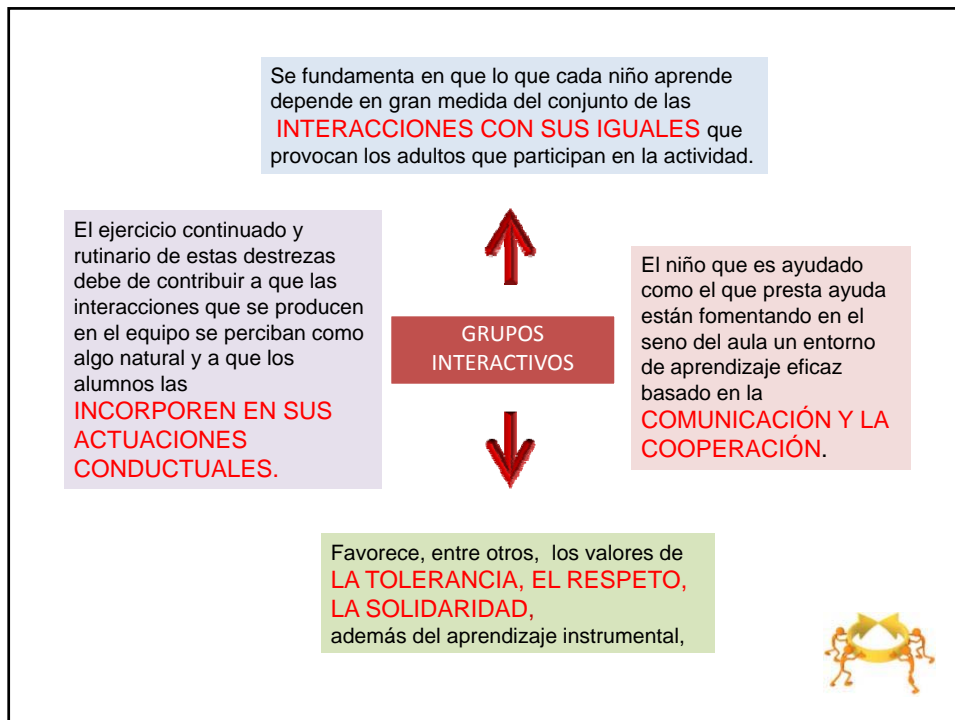 Se fundamenta en que lo que cada niño aprende
depende en gran medida del conjunto de las
INTERACCIONES CON SUS IGUALES que
provocan los adultos que participan en la actividad.
El ejercicio continuado y
rutinario de estas destrezas
debe de contribuir a que las
interacciones que se producen
en el equipo se perciban como
algo natural y a que los
alumnos las
INCORPOREN EN SUS
ACTUACIONES
CONDUCTUALES.
GRUPOS
INTERACTIVOS
El niño que es ayudado
como el que presta ayuda
están fomentando en el
seno del aula un entorno
de aprendizaje eficaz
basado en la
COMUNICACIÓN Y LA
COOPERACIÓN.
Favorece, entre otros, los valores de
LA TOLERANCIA, EL RESPETO,
LA SOLIDARIDAD,
además del aprendizaje instrumental,